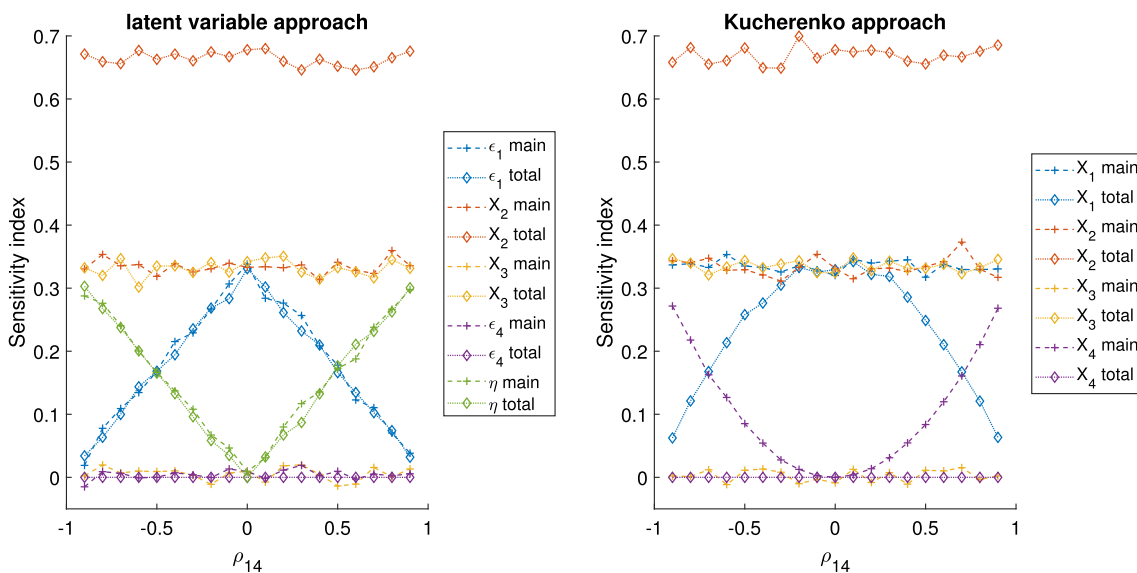 latent variable approach
Sensitivity index
0.7
0.6
0.5
0.4
0.3
0.2
0.1
0
-1
-0.5
0
0.5
1
ρ14
ϵ1 main
ϵ1 total
X2 main
X2 total
X3 main
X3 total
ϵ4 main
ϵ4 total
η main
η total
Kucherenko approach
Sensitivity index
0.7
0.6
0.5
0.4
0.3
0.2
0.1
0
-1
-0.5
0
0.5
1
ρ14
X1 main
X1 total
X2 main
X2 total
X3 main
X3 total
X4 main
X4 total